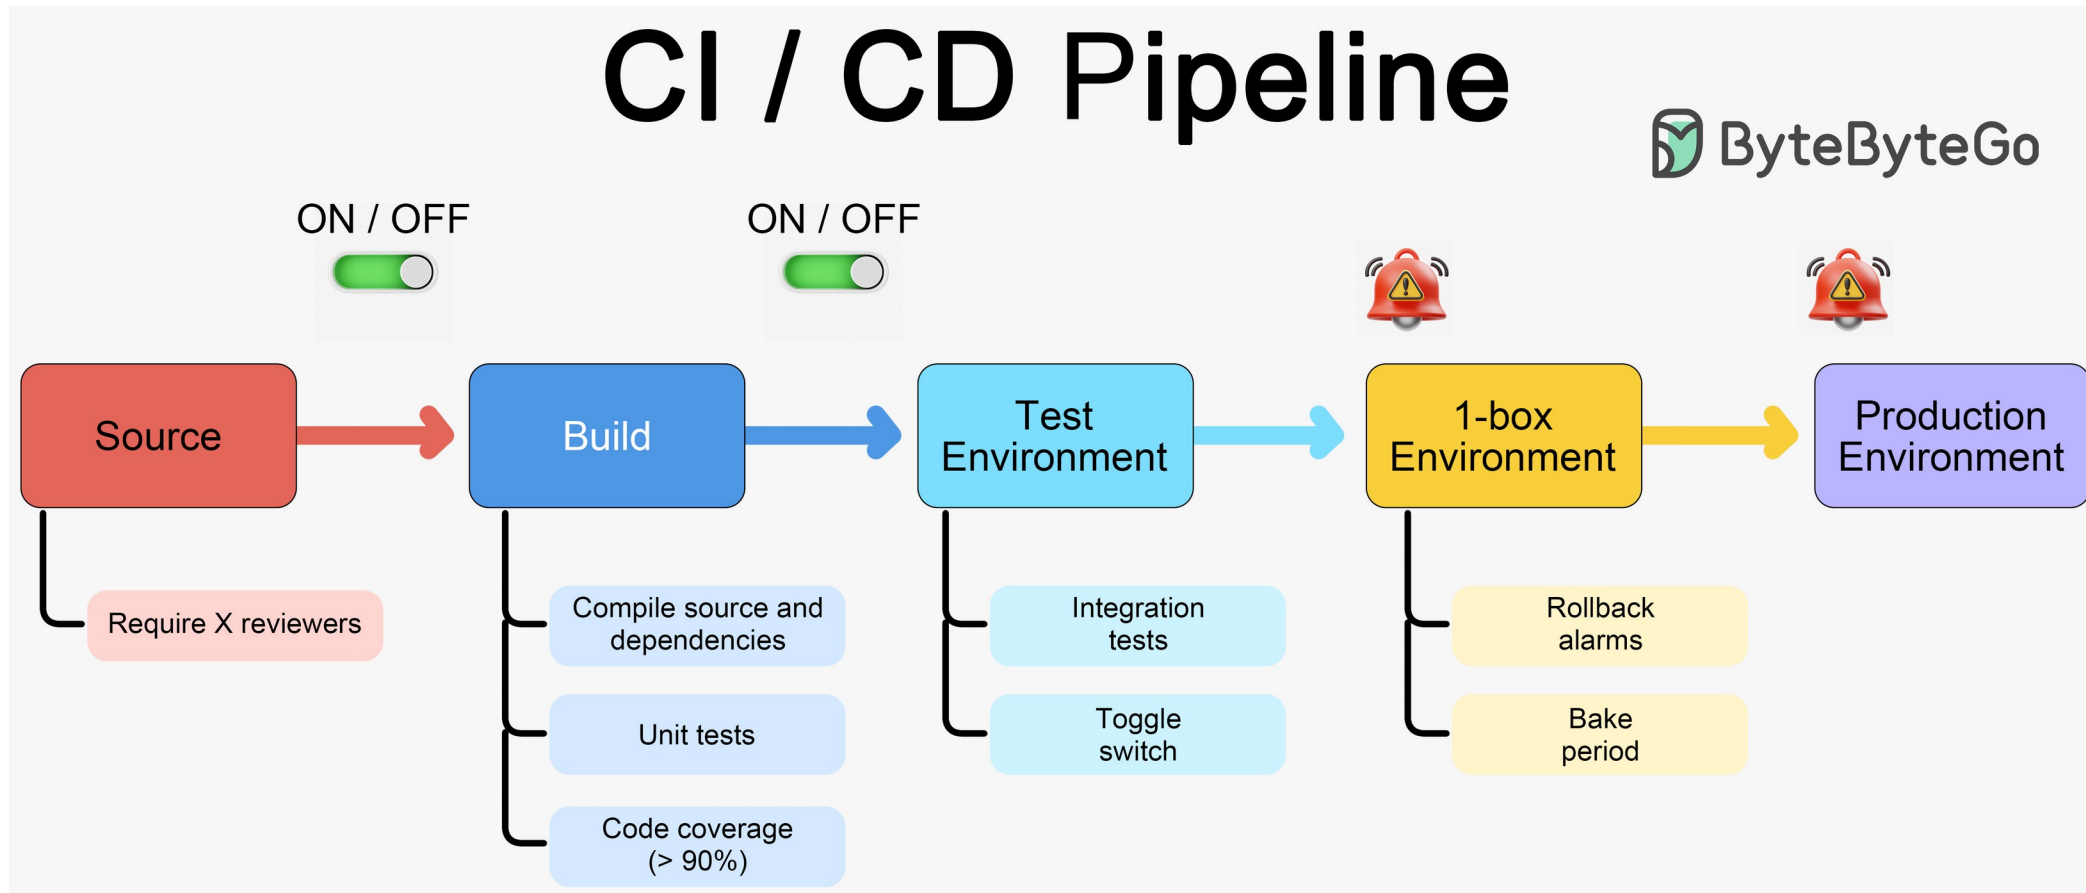 CI / CD Pipeline
ByteByteGo
ON / OFF
ON / OFF
Source
Build
Test
Environment
1-box
Environment
Production
Environment
Require X reviewers
Compile source and
dependencies
Unit tests
Code coverage
(> 90%)
Integration
tests
Toggle
switch
Rollback
alarms
Bake
period